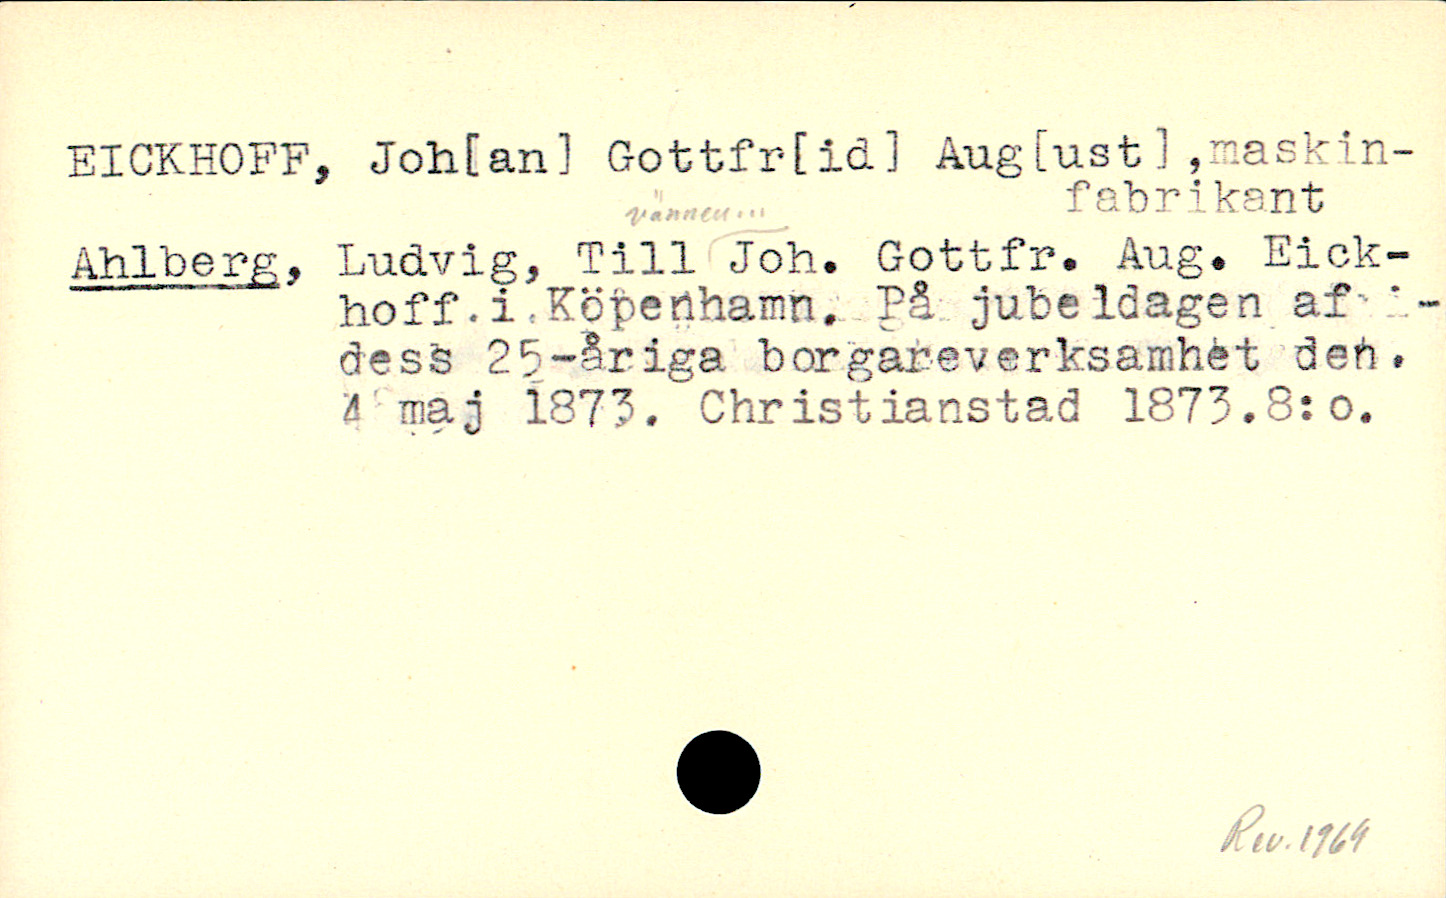 EICKHOFF, Joh[an] Gottfr[id] Aug[ust],maskin-
fabrikant
vännen...
Ahlberg, Ludvig, Till Joh. Gottfr. Aug. Eick-
hoff.i.Köpenhamn. På jubeldagen af -
dess 25-åriga borgareverksamhet den.
4 maj 1873. Christianstad 1873.8:o.
Rev. 1969